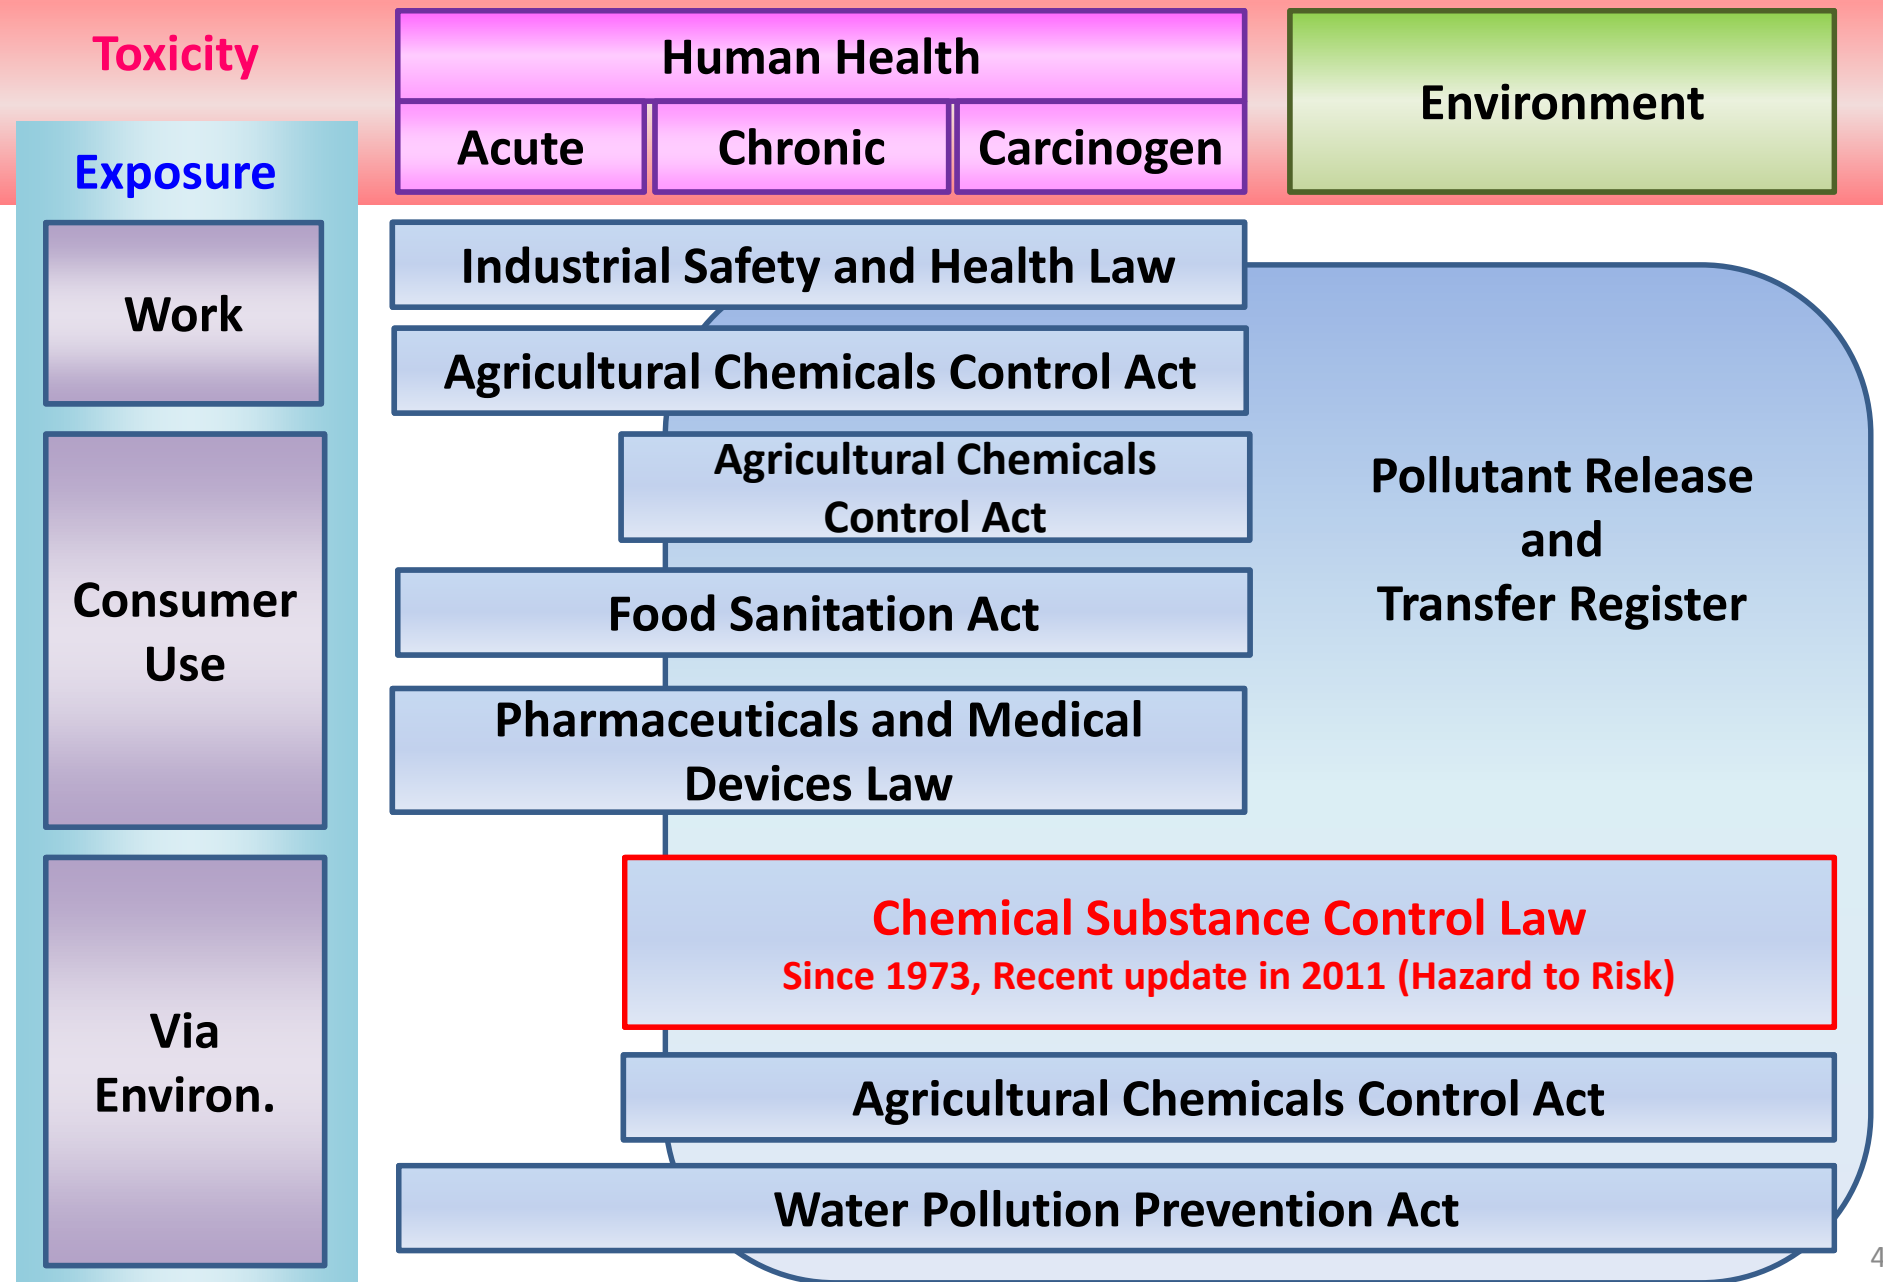 Toxicity
Human Health
Environment
Acute
Chronic
Carcinogen
Exposure
Work
Industrial Safety and Health Law
Agricultural Chemicals Control Act
Consumer
Use
Agricultural Chemicals
Control Act
Food Sanitation Act
Pharmaceuticals and Medical
Devices Law
Pollutant Release
and
Transfer Register
Via
Environ.
Chemical Substance Control Law
Since 1973, Recent update in 2011 (Hazard to Risk)
Agricultural Chemicals Control Act
Water Pollution Prevention Act
4